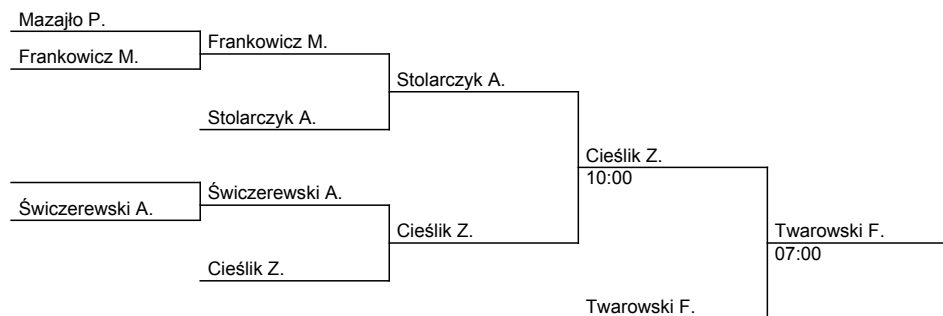 Mazajło P.
Frankowicz M.
Frankowicz M.
Stolarczyk A.
Stolarczyk A.
Cieślik Z.
10:00
Świczerewski A.
Świczerewski A.
Cieślik Z.
Cieślik Z.
Twarowski F.
07:00
Twarowski F.